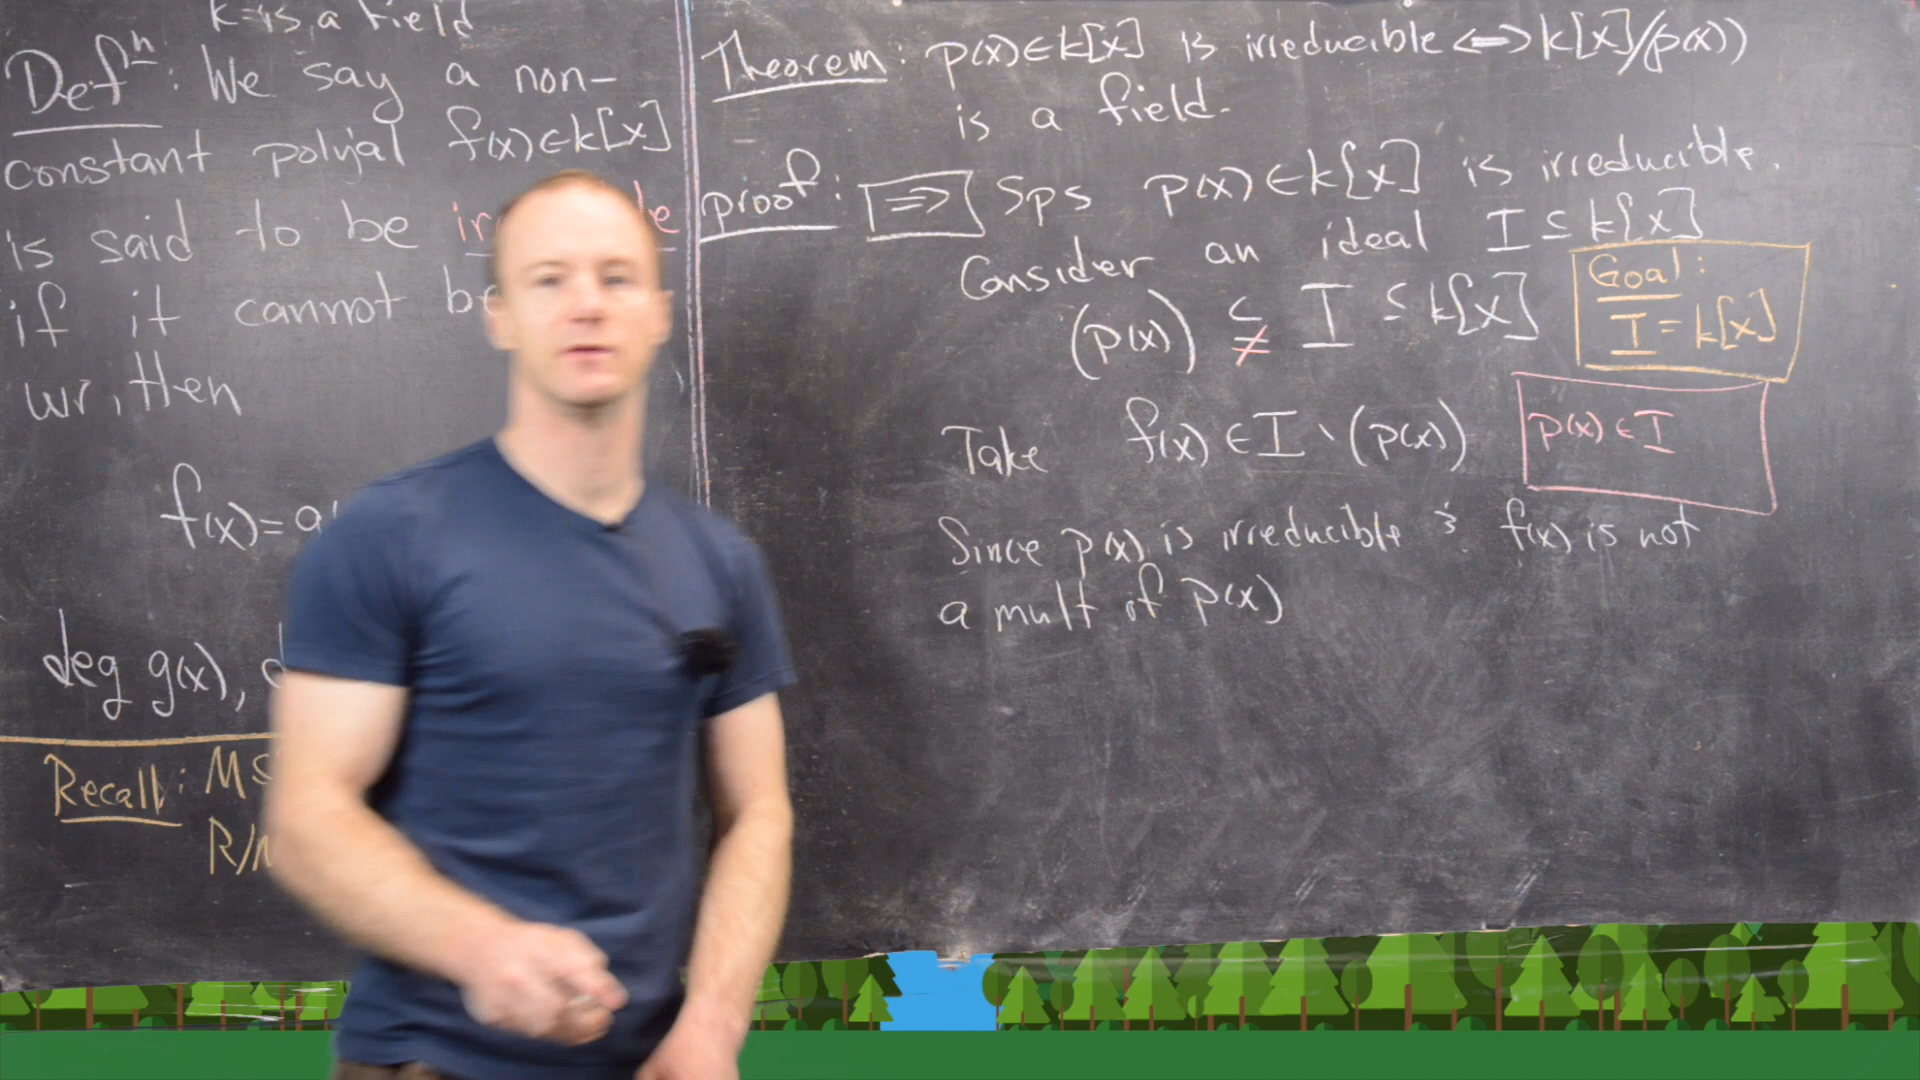 k is a field
Defⁿ: We say a non-
constant polyal f(x)∈k[x]
is said to be
if it cannot
written
f(x)=
deg g(x),
Recall:
Theorem: p(x)∈k[x] is irreducible ⟺ k[x]/(p(x))
is a field.
proof: ⇒ Sps p(x)∈k[x] is irreducible.
Consider an ideal I ⊆ k[x]
(p(x)) ⊊ I ⊆ k[x]
Goal:
I = k[x]
Take f(x) ∈ I \ (p(x))
p(x) ∈ I
Since p(x) is irreducible & f(x) is not
a mult of p(x)